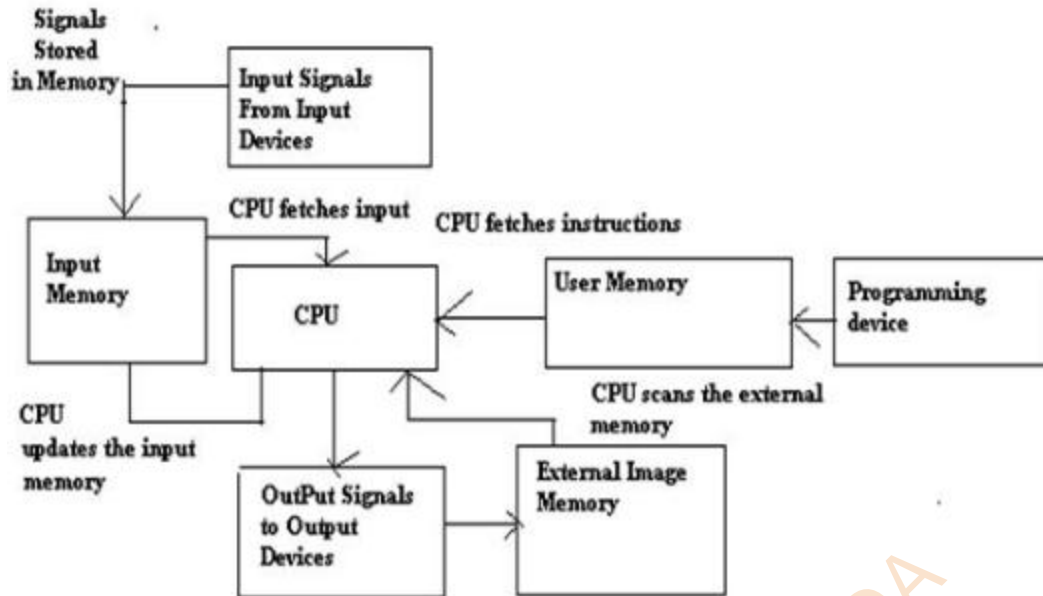 Signals
Stored
in Memory
Input Signals
From Input
Devices
CPU fetches input
CPU fetches instructions
Input
Memory
CPU
User Memory
Programming
device
CPU scans the external
memory
CPU
updates the input
memory
OutPut Signals
to Output
Devices
External Image
Memory